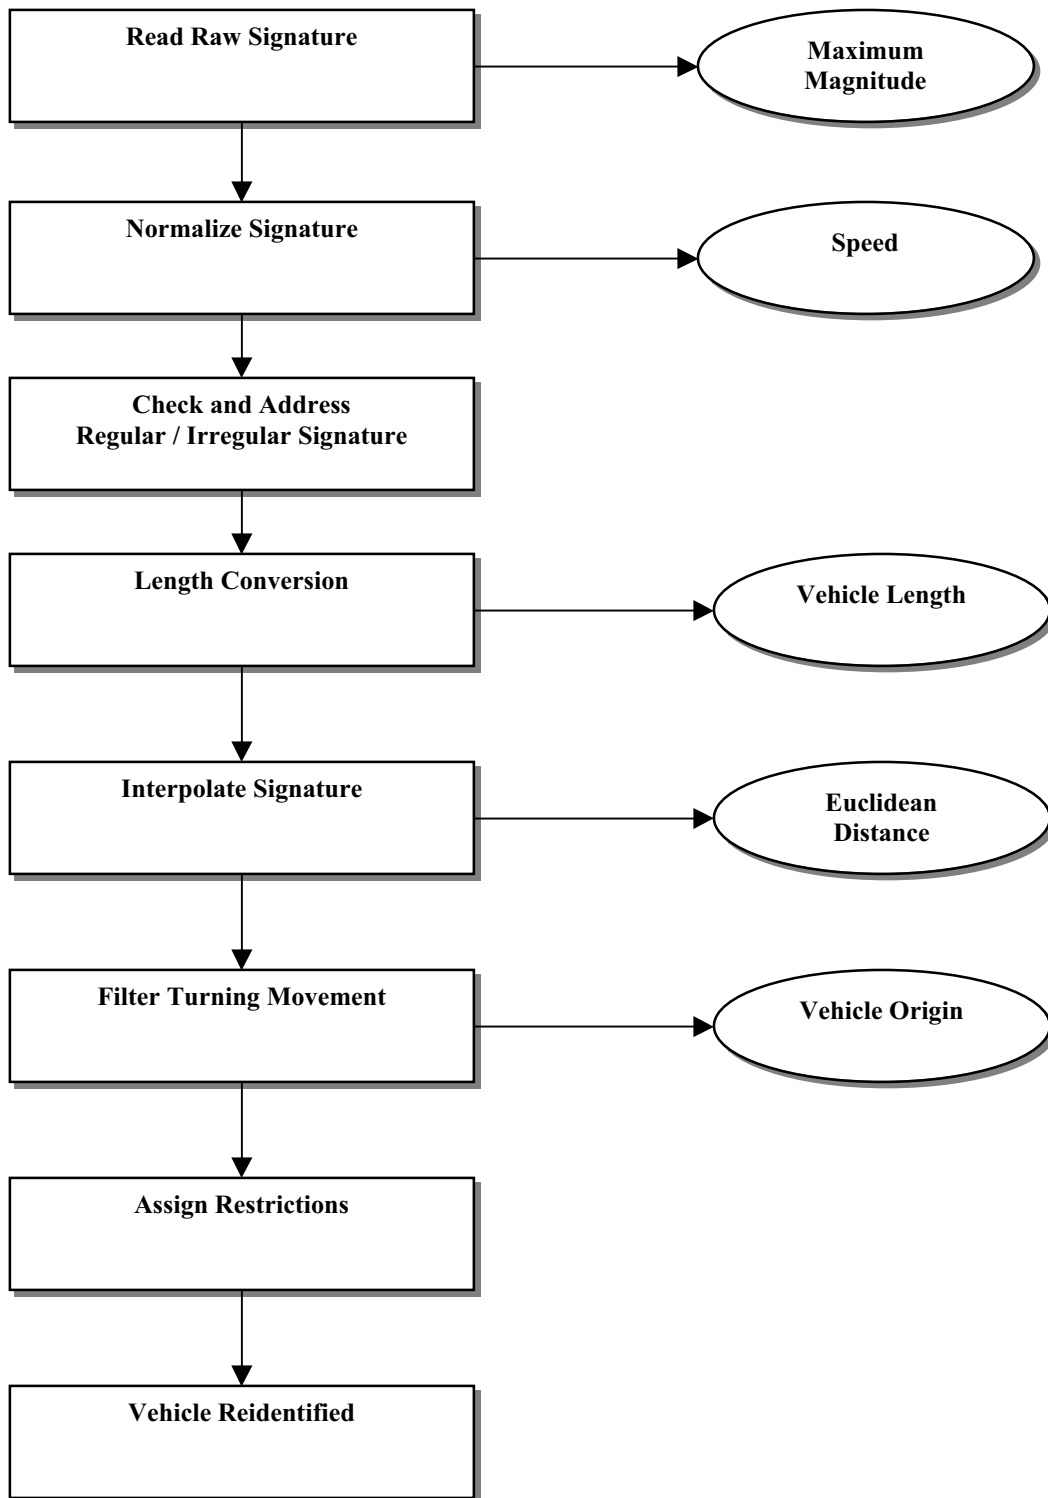 Read Raw Signature
Maximum
Magnitude
Normalize Signature
Speed
Check and Address
Regular / Irregular Signature
Length Conversion
Vehicle Length
Interpolate Signature
Euclidean
Distance
Filter Turning Movement
Vehicle Origin
Assign Restrictions
Vehicle Reidentified